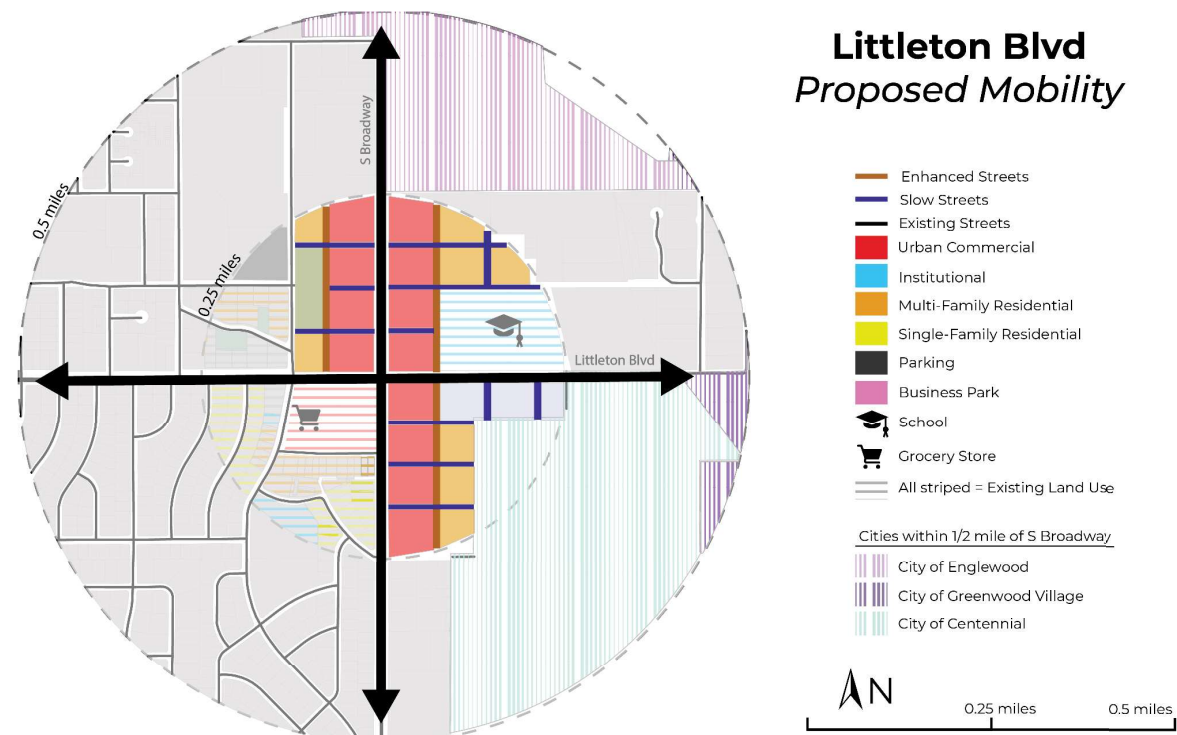 Littleton Blvd
Proposed Mobility
S Broadway
0.5 miles
0.25 miles
Littleton Blvd
Enhanced Streets
Slow Streets
Existing Streets
Urban Commercial
Institutional
Multi-Family Residential
Single-Family Residential
Parking
Business Park
School
Grocery Store
All striped = Existing Land Use
Cities within 1/2 mile of S Broadway
City of Englewood
City of Greenwood Village
City of Centennial
N
0.25 miles
0.5 miles